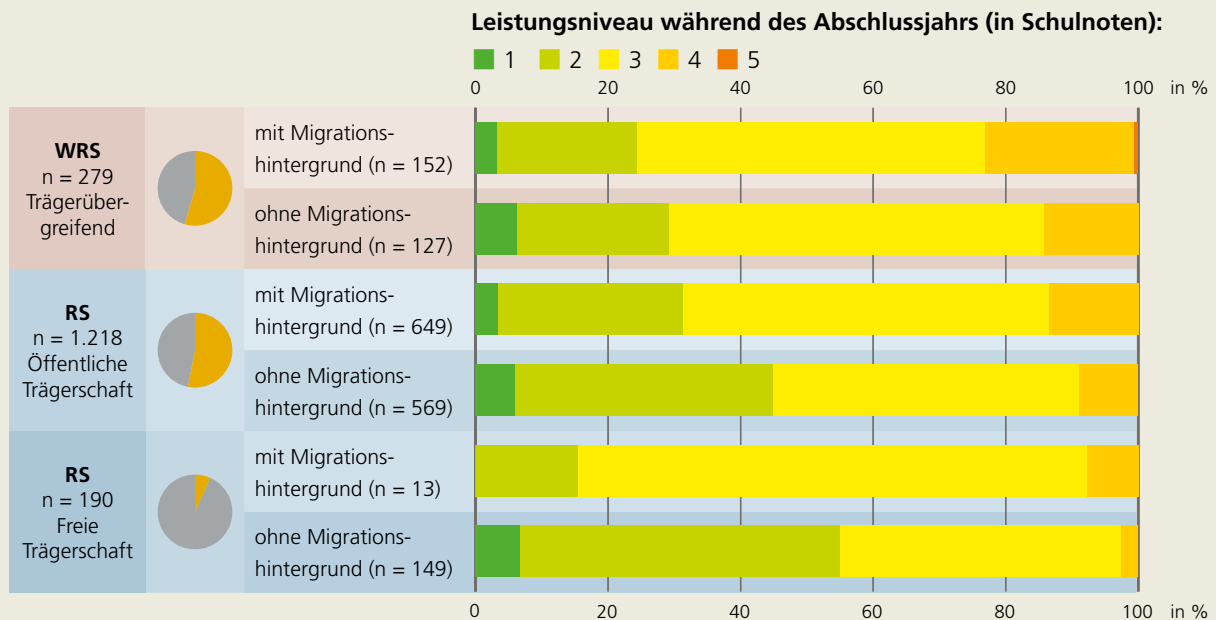 Leistungsniveau während des Abschlussjahrs (in Schulnoten):
1 2 3 4 5
0 20 40 60 80 100 in %
WRS
n = 279
Trägerüber-
greifend
mit Migrations-
hintergrund (n = 152)
ohne Migrations-
hintergrund (n = 127)
RS
n = 1.218
Öffentliche
Trägerschaft
mit Migrations-
hintergrund (n = 649)
ohne Migrations-
hintergrund (n = 569)
RS
n = 190
Freie
Trägerschaft
mit Migrations-
hintergrund (n = 13)
ohne Migrations-
hintergrund (n = 149)
0 20 40 60 80 100 in %